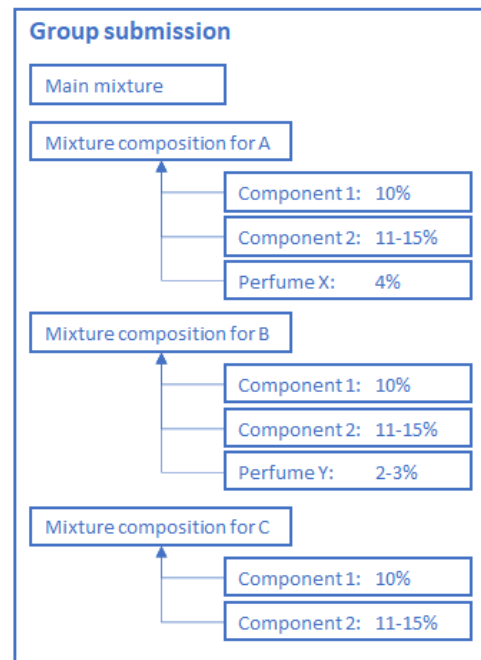 Group submission
Main mixture
Mixture composition for A
Component 1: 10%
Component 2: 11-15%
Perfume X: 4%
Mixture composition for B
Component 1: 10%
Component 2: 11-15%
Perfume Y: 2-3%
Mixture composition for C
Component 1: 10%
Component 2: 11-15%